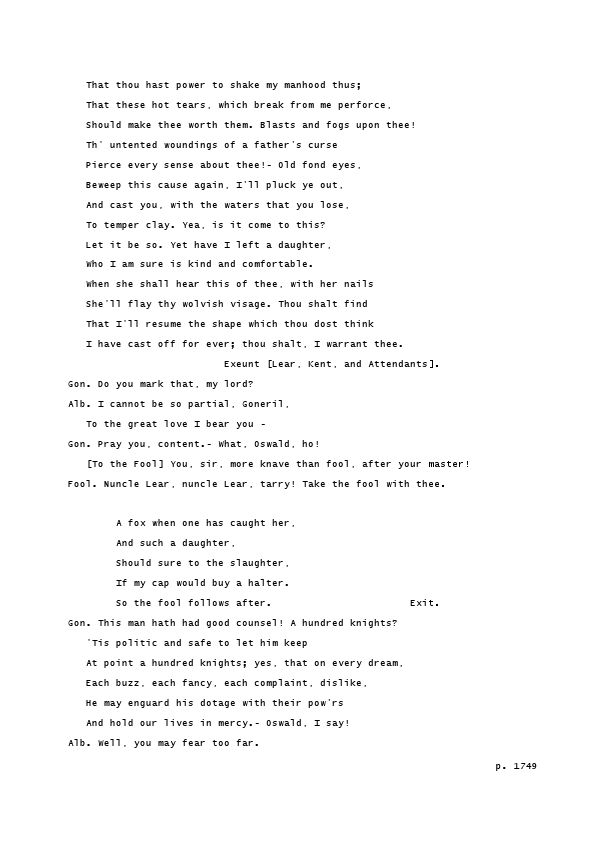 That thou hast power to shake my manhood thus;
That these hot tears, which break from me perforce,
Should make thee worth them. Blasts and fogs upon thee!
Th' untented woundings of a father's curse
Pierce every sense about thee!- Old fond eyes,
Beweep this cause again, I'll pluck ye out,
And cast you, with the waters that you lose,
To temper clay. Yea, is it come to this?
Let it be so. Yet have I left a daughter,
Who I am sure is kind and comfortable.
When she shall hear this of thee, with her nails
She'll flay thy wolvish visage. Thou shalt find
That I'll resume the shape which thou dost think
I have cast off for ever; thou shalt, I warrant thee.
Exeunt [Lear, Kent, and Attendants].
Gon. Do you mark that, my lord?
Alb. I cannot be so partial, Goneril,
To the great love I bear you -
Gon. Pray you, content.- What, Oswald, ho!
[To the Fool] You, sir, more knave than fool, after your master!
Fool. Nuncle Lear, nuncle Lear, tarry! Take the fool with thee.
A fox when one has caught her,
And such a daughter,
Should sure to the slaughter,
If my cap would buy a halter.
So the fool follows after. Exit.
Gon. This man hath had good counsel! A hundred knights?
'Tis politic and safe to let him keep
At point a hundred knights; yes, that on every dream,
Each buzz, each fancy, each complaint, dislike,
He may enguard his dotage with their pow'rs
And hold our lives in mercy.- Oswald, I say!
Alb. Well, you may fear too far.
p. 1749